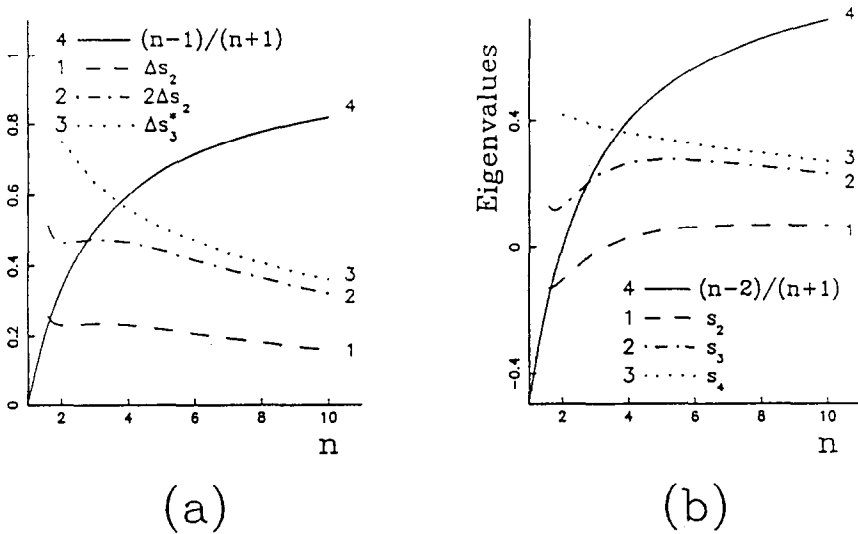 4 (n-1)/(n+1)
1 Δs₂
2 2Δs₂
3 Δs₃*
1
0.8
0.6
0.4
0.2
0
2 4 6 8 10
n
4
3
2
1
(a)
Eigenvalues
0.4
0
-0.4
4
3
2
1
4 (n-2)/(n+1)
1 s₂
2 s₃
3 s₄
2 4 6 8 10
n
(b)